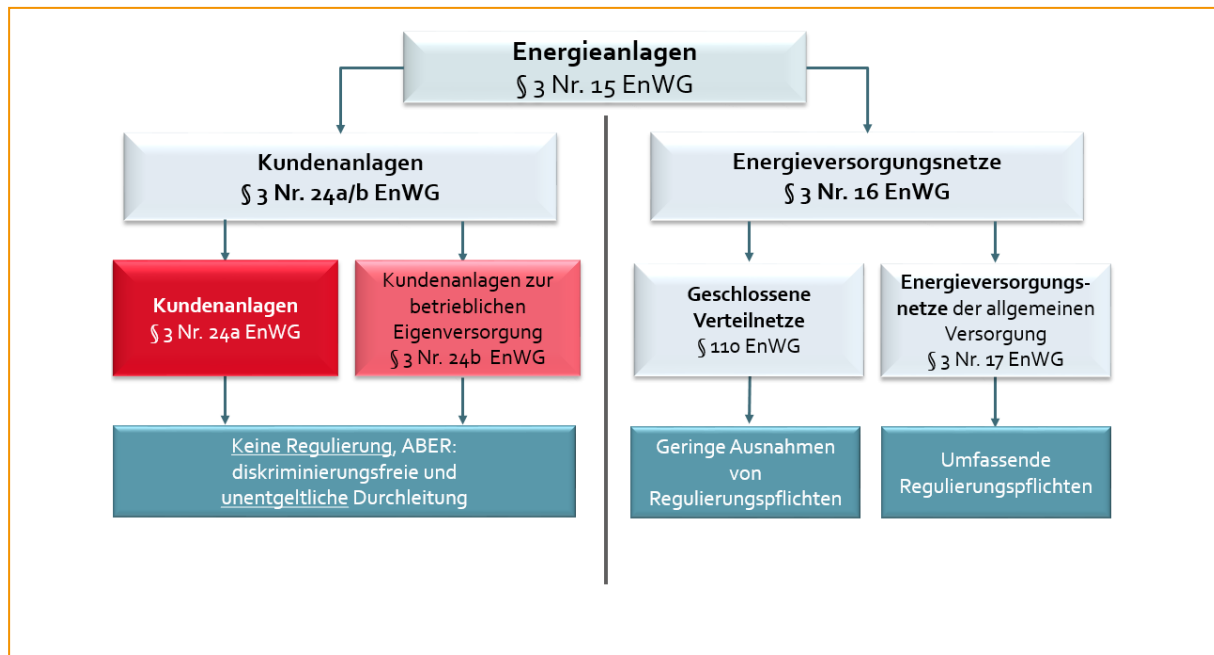 Energieanlagen
§ 3 Nr. 15 EnWG
Kundenanlagen
§ 3 Nr. 24a/b EnWG
Energieversorgungsnetze
§ 3 Nr. 16 EnWG
Kundenanlagen
§ 3 Nr. 24a EnWG
Kundenanlagen zur
betrieblichen
Eigenversorgung
§ 3 Nr. 24b EnWG
Geschlossene
Verteilnetze
§ 110 EnWG
Energieversorgungs-
netze der allgemeinen
Versorgung
§ 3 Nr. 17 EnWG
Keine Regulierung, ABER:
diskriminierungsfreie und
unentgeltliche Durchleitung
Geringe Ausnahmen
von
Regulierungspflichten
Umfassende
Regulierungspflichten